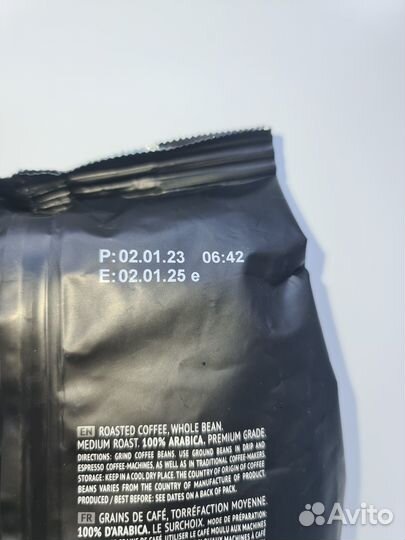 P:02.01.23 06:42
E:02.01.25 e
EN ROASTED COFFEE, WHOLE BEAN.
MEDIUM ROAST. 100% ARABICA. PREMIUM GRADE.
DIRECTIONS: GRIND COFFEE BEANS. USE GROUND BEANS IN DRIP AND
ESPRESSO COFFEE-MACHINES, AS WELL AS IN TRADITIONAL COFFEE-MAKERS.
STORAGE: KEEP IN A COOL DRY PLACE. THE COUNTRY OF ORIGIN OF COFFEE
BEANS VARIES FROM THE COUNTRY OF MANUFACTURE OF PRODUCT.
PRODUCED / BEST BEFORE: SEE DATES ON A BACK OF PACK.
FR GRAINS DE CAFÉ, TORRÉFACTION MOYENNE.
100% D'ARABICA. LE SURCHOIX. MODE DE PRÉPARATION:
Avito